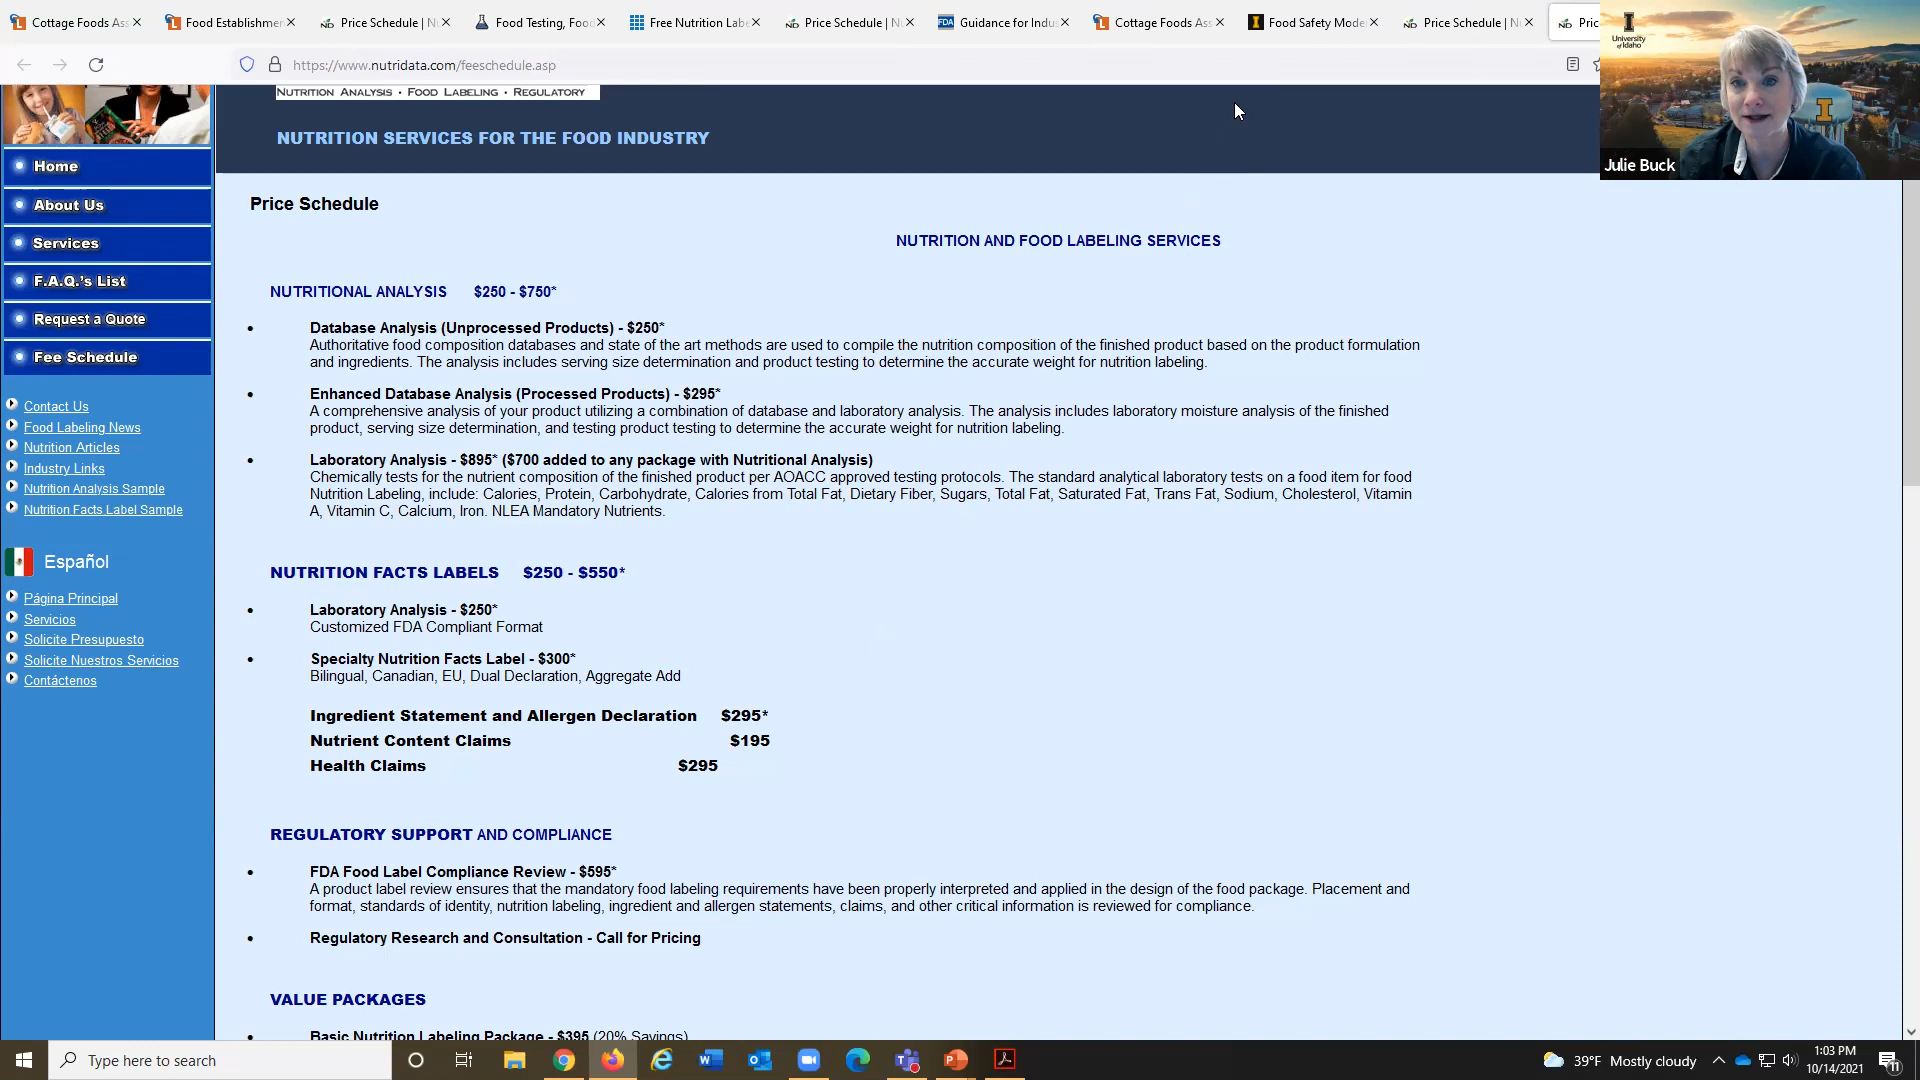 Cottage Foods Ass
Food Establishmen
Price Schedule | N
Food Testing, Foo
Free Nutrition Labe
Price Schedule | N
Guidance for Indus
Cottage Foods Ass
Food Safety Mode
Price Schedule | N
Pric
https://www.nutridata.com/feeschedule.asp
University
of Idaho
Julie Buck
NUTRITION ANALYSIS • FOOD LABELING • REGULATORY
NUTRITION SERVICES FOR THE FOOD INDUSTRY
Home
About Us
Services
F.A.Q.'s List
Request a Quote
Fee Schedule
Contact Us
Food Labeling News
Nutrition Articles
Industry Links
Nutrition Analysis Sample
Nutrition Facts Label Sample
Español
Página Principal
Servicios
Solicite Presupuesto
Solicite Nuestros Servicios
Contáctenos
Price Schedule
NUTRITION AND FOOD LABELING SERVICES
NUTRITIONAL ANALYSIS $250 - $750*
• Database Analysis (Unprocessed Products) - $250*
Authoritative food composition databases and state of the art methods are used to compile the nutrition composition of the finished product based on the product formulation
and ingredients. The analysis includes serving size determination and product testing to determine the accurate weight for nutrition labeling.
• Enhanced Database Analysis (Processed Products) - $295*
A comprehensive analysis of your product utilizing a combination of database and laboratory analysis. The analysis includes laboratory moisture analysis of the finished
product, serving size determination, and testing product testing to determine the accurate weight for nutrition labeling.
• Laboratory Analysis - $895* ($700 added to any package with Nutritional Analysis)
Chemically tests for the nutrient composition of the finished product per AOACC approved testing protocols. The standard analytical laboratory tests on a food item for food
Nutrition Labeling, include: Calories, Protein, Carbohydrate, Calories from Total Fat, Dietary Fiber, Sugars, Total Fat, Saturated Fat, Trans Fat, Sodium, Cholesterol, Vitamin
A, Vitamin C, Calcium, Iron. NLEA Mandatory Nutrients.
NUTRITION FACTS LABELS $250 - $550*
• Laboratory Analysis - $250*
Customized FDA Compliant Format
• Specialty Nutrition Facts Label - $300*
Bilingual, Canadian, EU, Dual Declaration, Aggregate Add
Ingredient Statement and Allergen Declaration $295*
Nutrient Content Claims $195
Health Claims $295
REGULATORY SUPPORT AND COMPLIANCE
• FDA Food Label Compliance Review - $595*
A product label review ensures that the mandatory food labeling requirements have been properly interpreted and applied in the design of the food package. Placement and
format, standards of identity, nutrition labeling, ingredient and allergen statements, claims, and other critical information is reviewed for compliance.
• Regulatory Research and Consultation - Call for Pricing
VALUE PACKAGES
• Basic Nutrition Labeling Package - $395 (20% Savings)
Type here to search
39°F Mostly cloudy
1:03 PM
10/14/2021
11